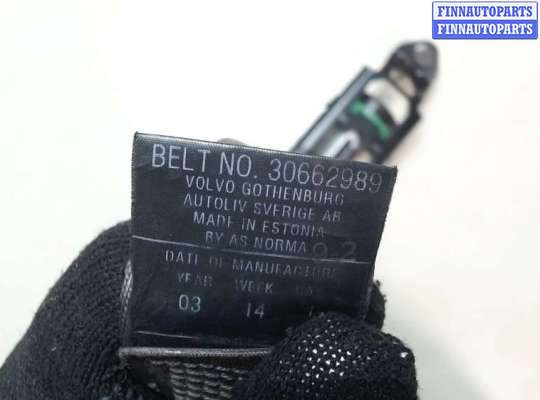 FINNAUTOPARTS
FINNAUTOPARTS
BELT NO. 30662989
VOLVO GOTHENBURG
AUTOLIV SVERIGE AB
MADE IN ESTONIA
BY AS NORMA 02
DATE OF MANUFACTURE
YEAR WEEK
03 14